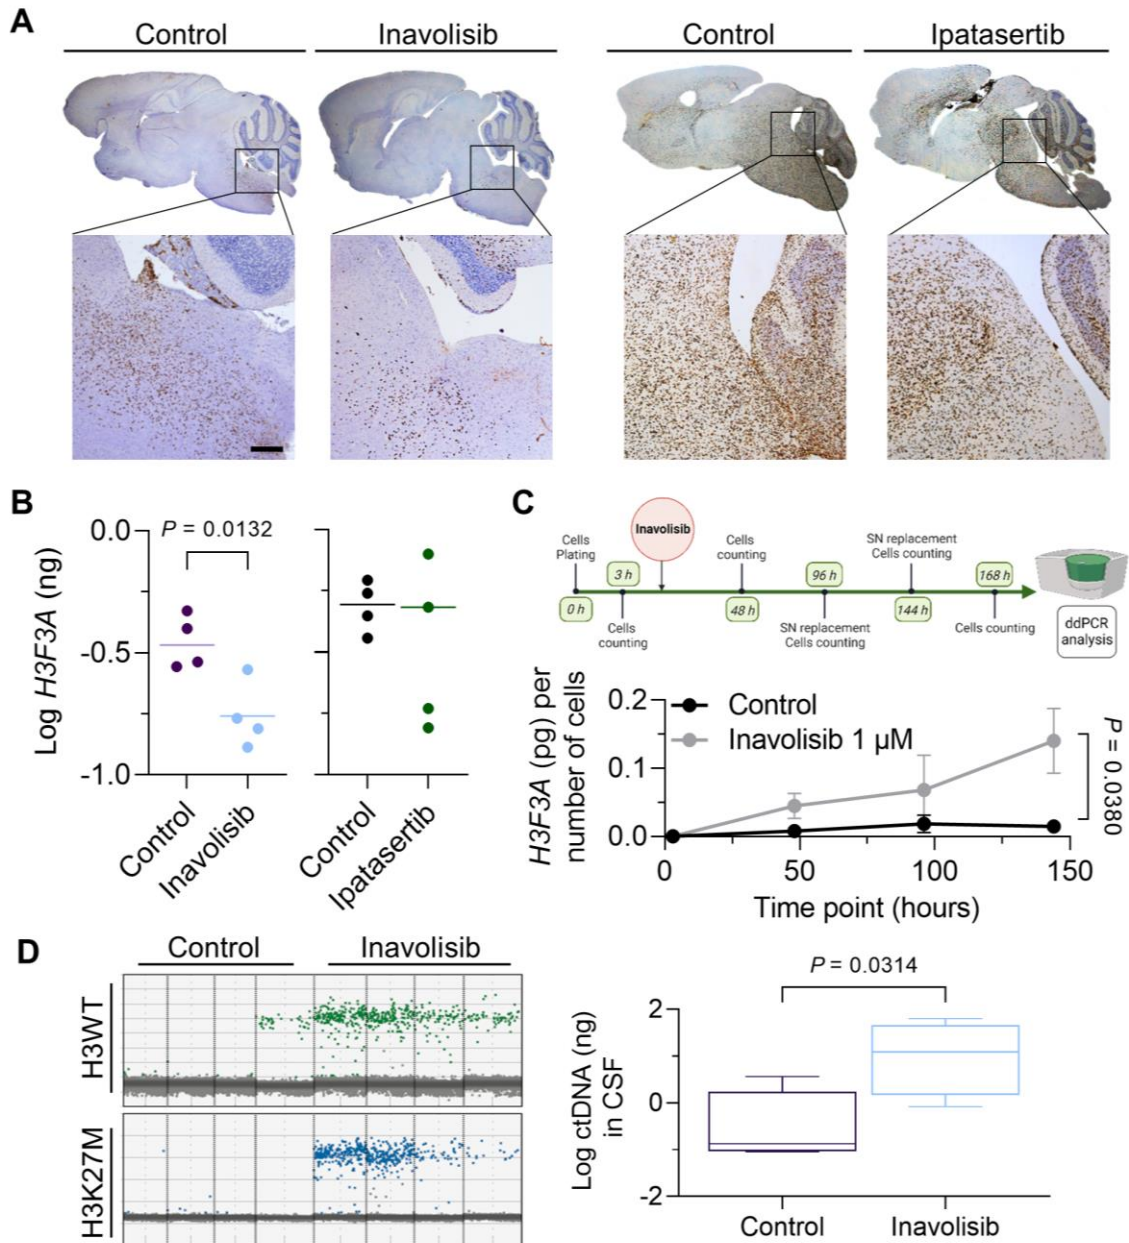 A
Control
Inavolisib
Control
Ipatasertib
B
P = 0.0132
0.0
-0.5
-1.0
Log H3F3A (ng)
Control
Inavolisib
Control
Ipatasertib
C
Inavolisib
Cells
Plating
3 h
0 h
Cells
counting
Cells
counting
48 h
96 h
SN replacement
Cells counting
SN replacement
Cells counting
144 h
168 h
Cells counting
ddPCR
analysis
H3F3A (pg) per
number of cells
0.2
0.1
0.0
Control
Inavolisib 1 µM
P = 0.0380
0
50
100
150
Time point (hours)
D
Control
Inavolisib
H3WT
H3K27M
P = 0.0314
Log ctDNA (ng)
in CSF
2
0
-2
Control
Inavolisib